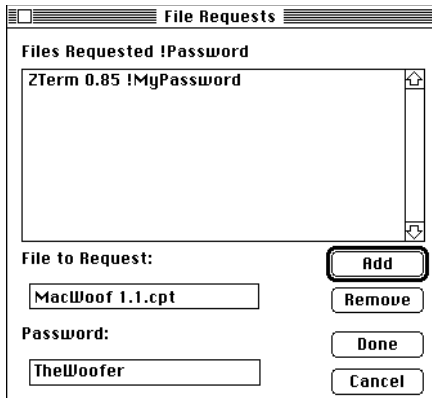 File Requests
Files Requested !Password
ZTerm 0.85 !MyPassword
File to Request:
MacWoof 1.1.cpt
Password:
TheWoofer
Add
Remove
Done
Cancel